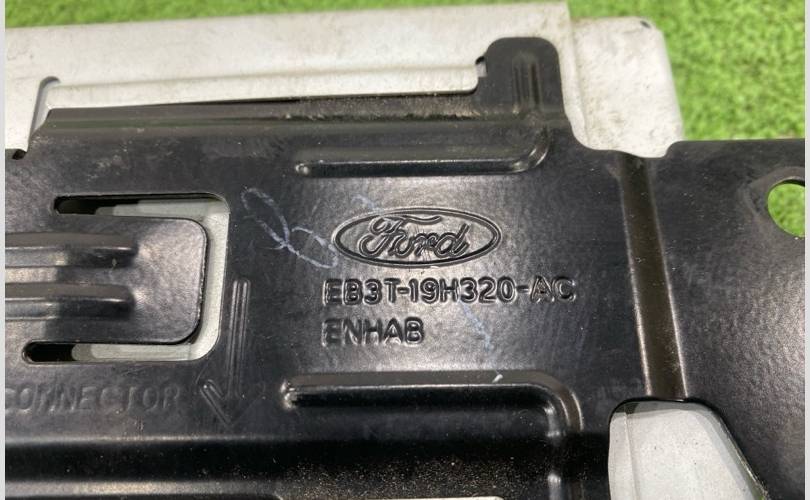 Ford
EB3T-19H320-AC
ENHAB
CONNECTOR